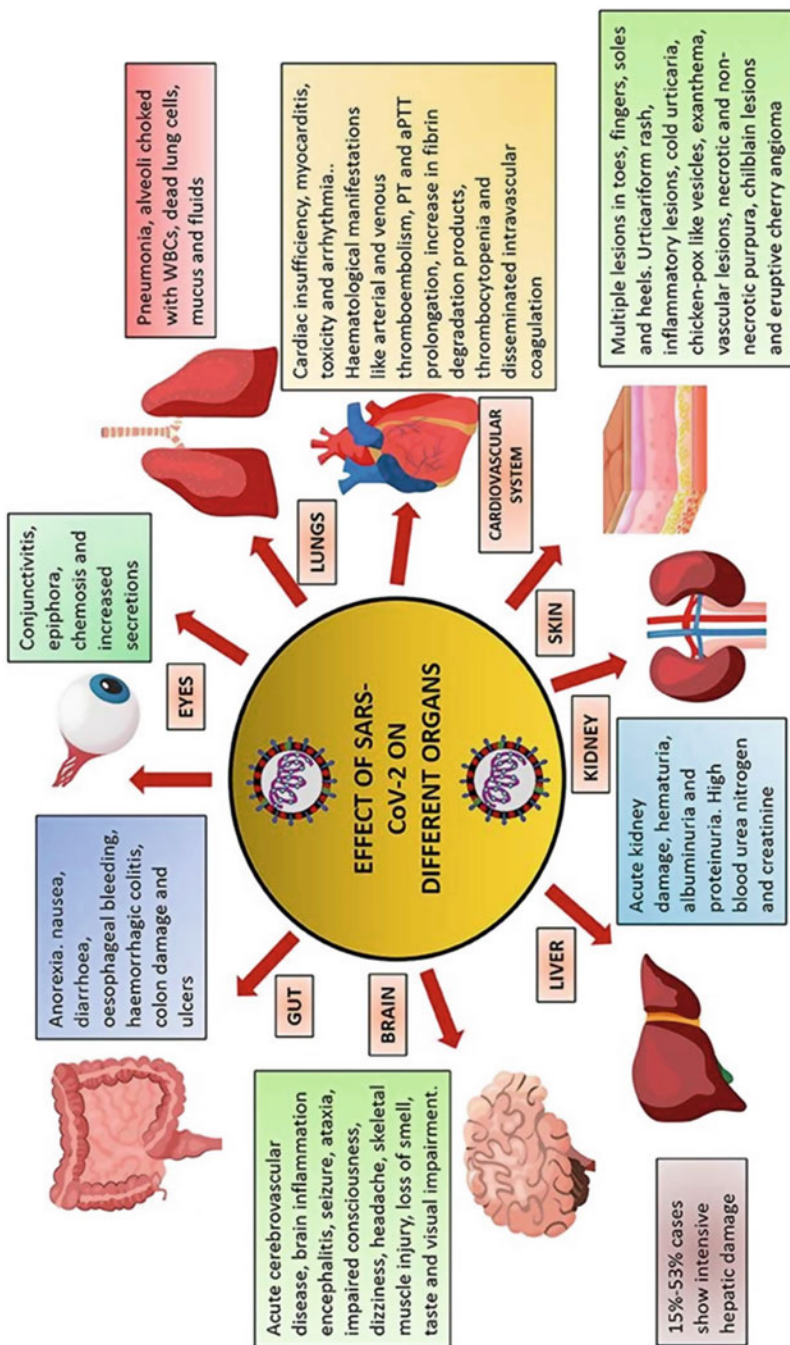 EFFECT OF SARS-
CoV-2 ON
DIFFERENT ORGANS
GUT
Anorexia. nausea,
diarrhoea,
oesophageal bleeding,
haemorrhagic colitis,
colon damage and
ulcers
EYES
Conjunctivitis,
epiphora,
chemosis and
increased
secretions
LUNGS
Pneumonia, alveoli choked
with WBCs, dead lung cells,
mucus and fluids
CARDIOVASCULAR
SYSTEM
Cardiac insufficiency, myocarditis,
toxicity and arrhythmia..
Haematological manifestations
like arterial and venous
thromboembolism, PT and aPTT
prolongation, increase in fibrin
degradation products,
thrombocytopenia and
disseminated intravascular
coagulation
SKIN
Multiple lesions in toes, fingers, soles
and heels. Urticariform rash,
inflammatory lesions, cold urticaria,
chicken-pox like vesicles, exanthema,
vascular lesions, necrotic and non-
necrotic purpura, chilblain lesions
and eruptive cherry angioma
KIDNEY
Acute kidney
damage, hematuria,
albuminuria and
proteinuria. High
blood urea nitrogen
and creatinine
LIVER
15%-53% cases
show intensive
hepatic damage
BRAIN
Acute cerebrovascular
disease, brain inflammation
encephalitis, seizure, ataxia,
impaired consciousness,
dizziness, headache, skeletal
muscle injury, loss of smell,
taste and visual impairment.